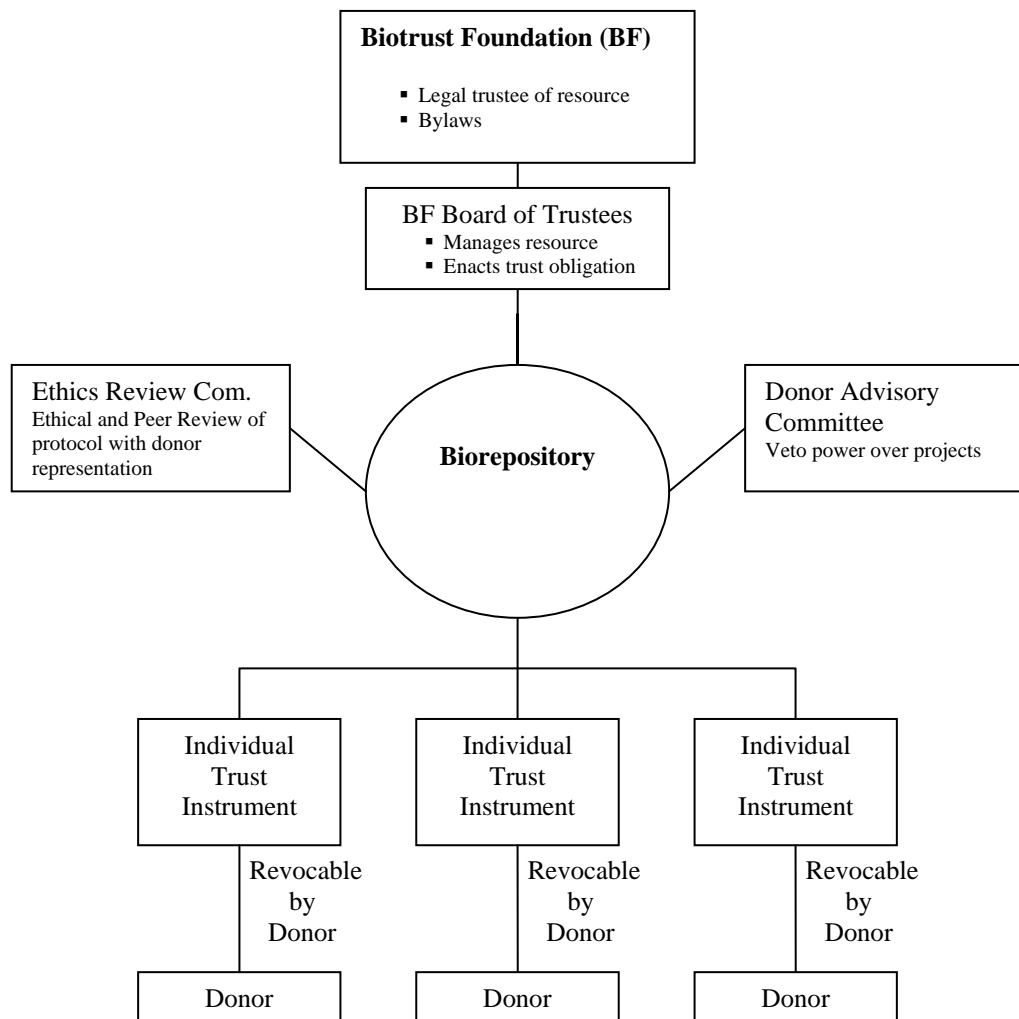 Biotrust Foundation (BF)
▪ Legal trustee of resource
▪ Bylaws
BF Board of Trustees
▪ Manages resource
▪ Enacts trust obligation
Ethics Review Com.
Ethical and Peer Review of
protocol with donor
representation
Biorepository
Donor Advisory
Committee
Veto power over projects
Individual
Trust
Instrument
Individual
Trust
Instrument
Individual
Trust
Instrument
Revocable
by
Donor
Revocable
by
Donor
Revocable
by
Donor
Donor
Donor
Donor